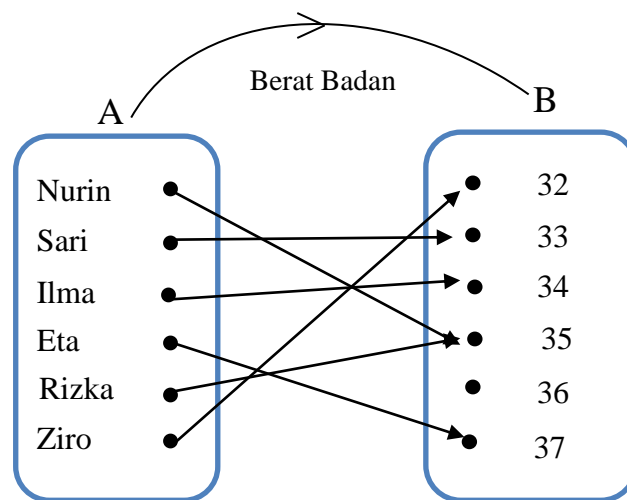 Berat Badan
A
B
Nurin
32
Sari
33
Ilma
34
Eta
35
Rizka
36
Ziro
37